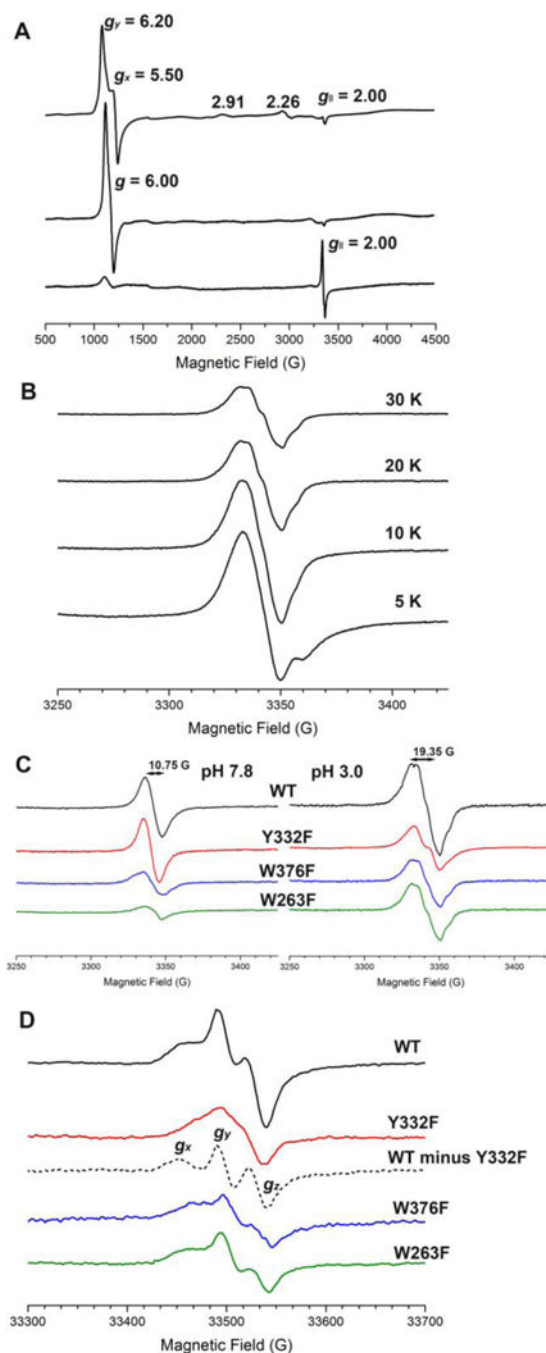 A
gy = 6.20
gx = 5.50
2.91 2.26 g|| = 2.00
g = 6.00
g|| = 2.00
500 1000 1500 2000 2500 3000 3500 4000 4500
Magnetic Field (G)
B
30 K
20 K
10 K
5 K
3250 3300 3350 3400
Magnetic Field (G)
C
10.75 G pH 7.8 pH 3.0 19.35 G
WT
Y332F
W376F
W263F
3250 3300 3350 3400 3250 3300 3350 3400
Magnetic Field (G) Magnetic Field (G)
D
WT
Y332F
gx gy WT minus Y332F
gz
W376F
W263F
33300 33400 33500 33600 33700
Magnetic Field (G)